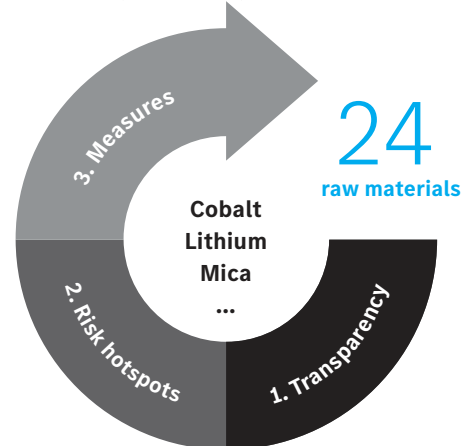 24
raw materials
3. Measures
Cobalt
Lithium
Mica
...
2. Risk hotspots
1. Transparency